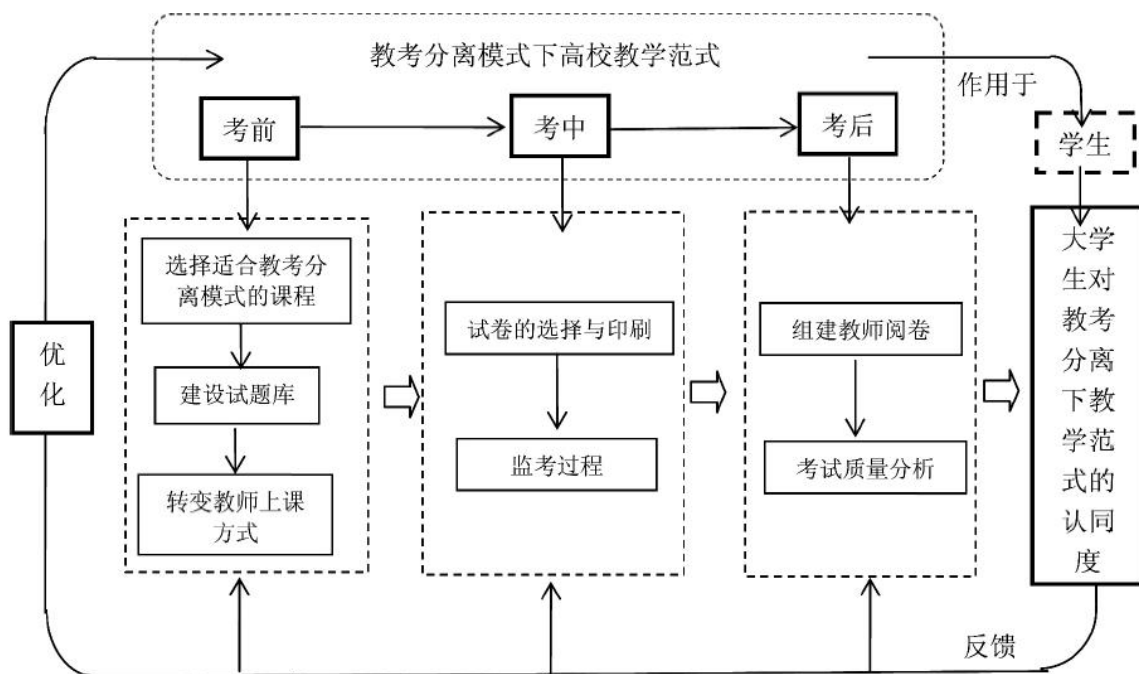 教考分离模式下高校教学范式
作用于
考前
考中
考后
学生
选择适合教考分
离模式的课程
建设试题库
转变教师上课
方式
试卷的选择与印刷
监考过程
组建教师阅卷
考试质量分析
大学
生对
教考
分离
下教
学范
式的
认同
度
优
化
反馈